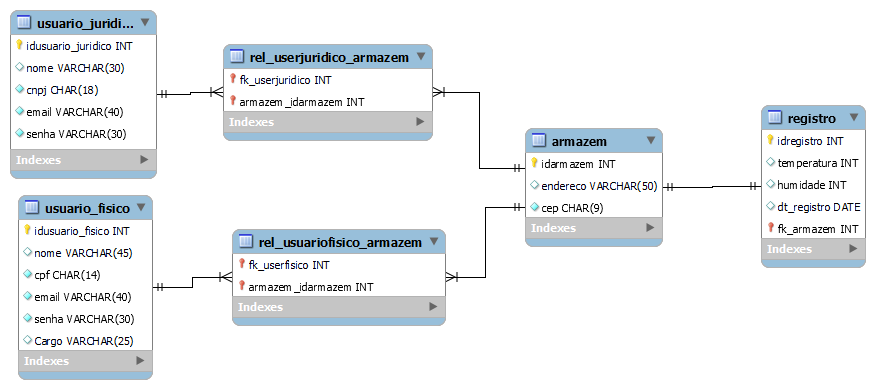 usuario_juridi...
idusuario_juridico INT
nome VARCHAR(30)
cnpj CHAR(18)
email VARCHAR(40)
senha VARCHAR(30)
Indexes
rel_userjuridico_armazem
fk_userjuridico INT
armazem_idarmazem INT
Indexes
usuario_fisico
idusuario_fisico INT
nome VARCHAR(45)
cpf CHAR(14)
email VARCHAR(40)
senha VARCHAR(30)
Cargo VARCHAR(25)
Indexes
rel_usuariofisico_armazem
fk_userfisico INT
armazem_idarmazem INT
Indexes
armazem
idarmazem INT
endereco VARCHAR(50)
cep CHAR(9)
Indexes
registro
idregistro INT
temperatura INT
humidade INT
dt_registro DATE
fk_armazem INT
Indexes